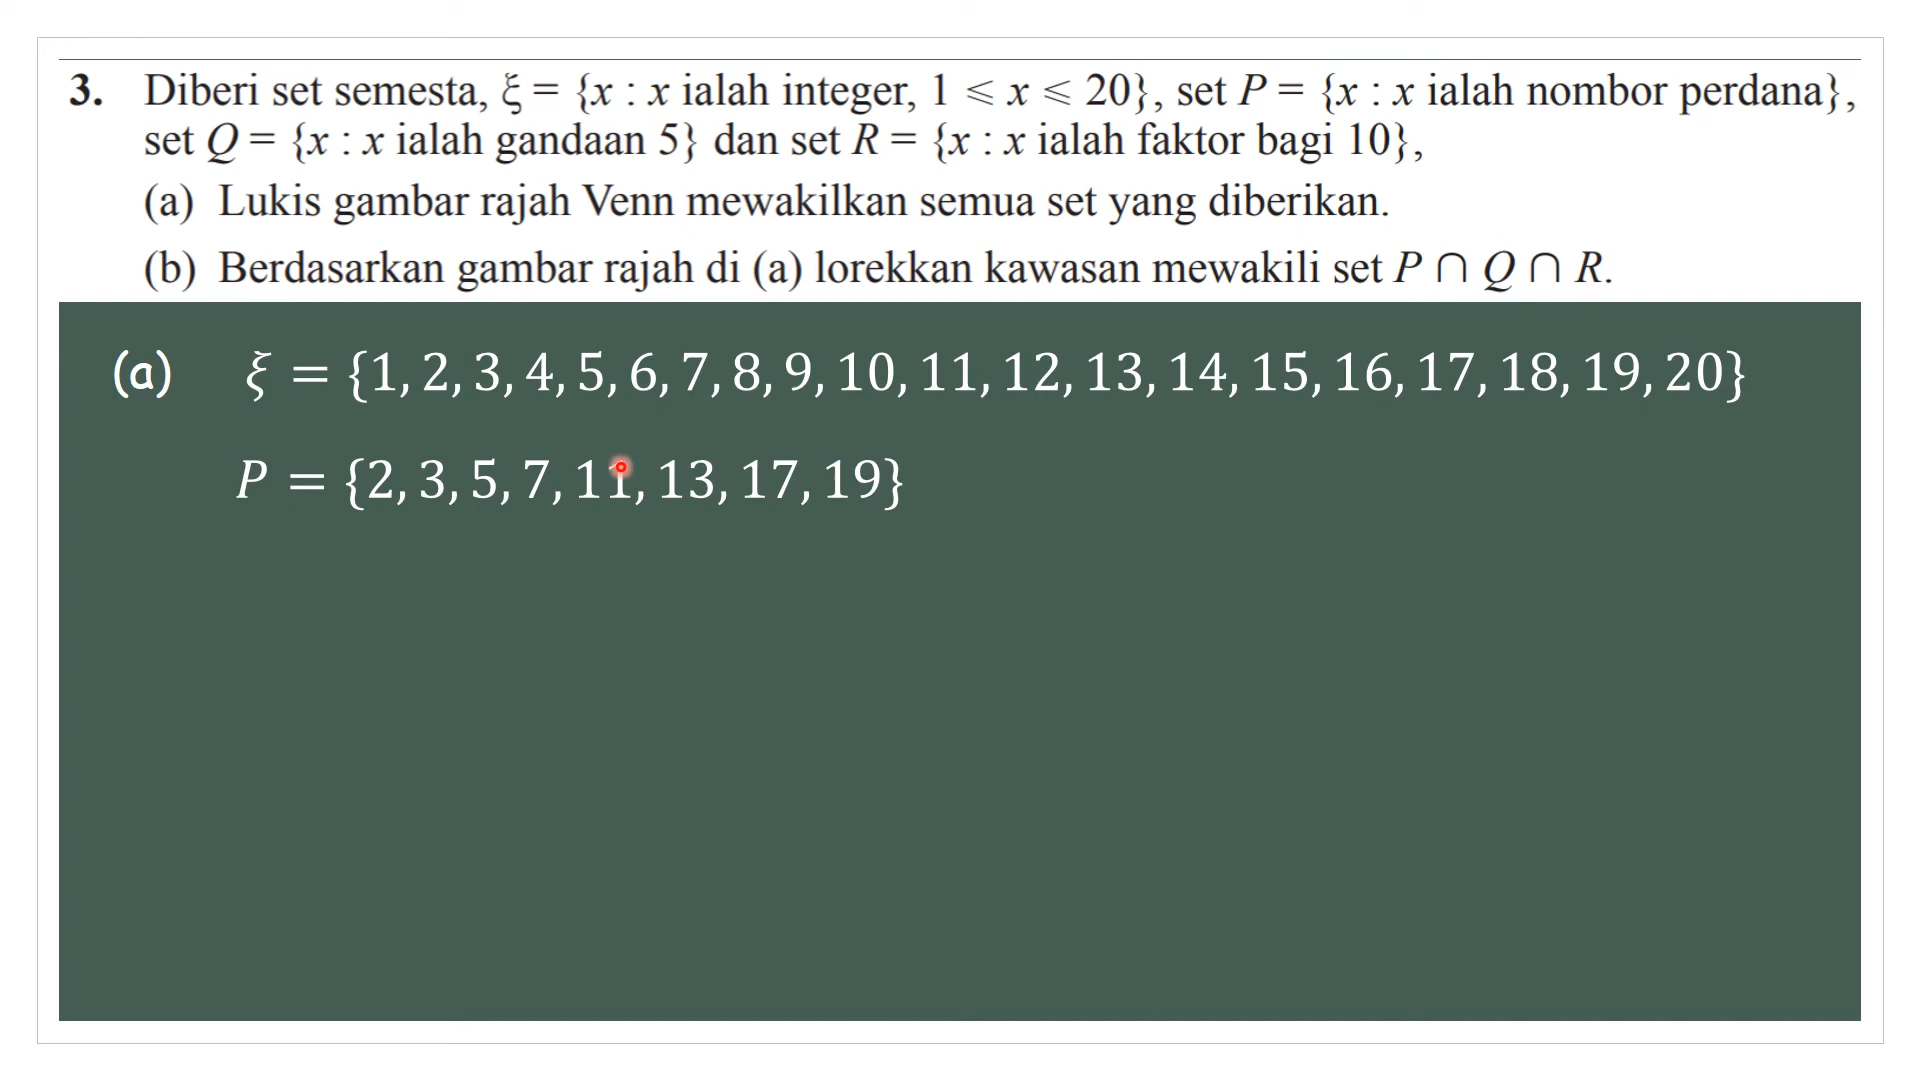 3. Diberi set semesta, ξ = {x : x ialah integer, 1 ⩽ x ⩽ 20}, set P = {x : x ialah nombor perdana},
set Q = {x : x ialah gandaan 5} dan set R = {x : x ialah faktor bagi 10},
(a) Lukis gambar rajah Venn mewakilkan semua set yang diberikan.
(b) Berdasarkan gambar rajah di (a) lorekkan kawasan mewakili set P ∩ Q ∩ R.
(a) ξ = {1, 2, 3, 4, 5, 6, 7, 8, 9, 10, 11, 12, 13, 14, 15, 16, 17, 18, 19, 20}
P = {2, 3, 5, 7, 11, 13, 17, 19}